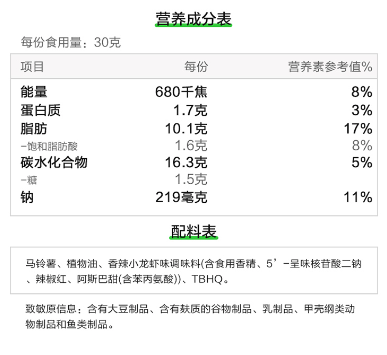 营养成分表
每份食用量：30克
项目 每份 营养素参考值%
能量 680千焦 8%
蛋白质 1.7克 3%
脂肪 10.1克 17%
-饱和脂肪酸 1.6克 8%
碳水化合物 16.3克 5%
-糖 1.5克
钠 219毫克 11%
配料表
马铃薯、植物油、香辣小龙虾味调味料(含食用香精、5’-呈味核苷酸二钠
、辣椒红、阿斯巴甜(含苯丙氨酸))、TBHQ。
致敏原信息：含有大豆制品、含有麸质的谷物制品、乳制品、甲壳纲类动
物制品和鱼类制品。